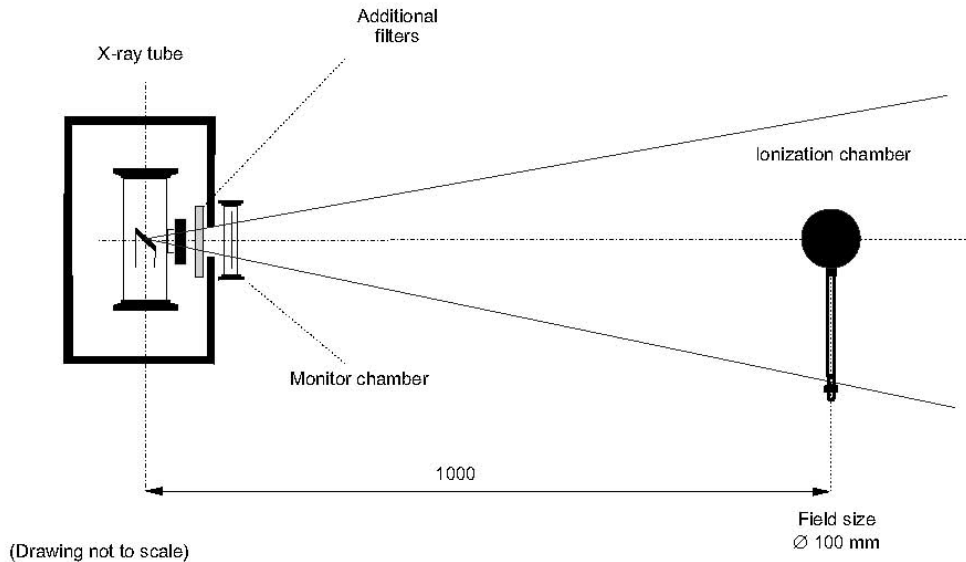 Additional
filters
X-ray tube
Ionization chamber
Monitor chamber
1000
Field size
∅ 100 mm
(Drawing not to scale)